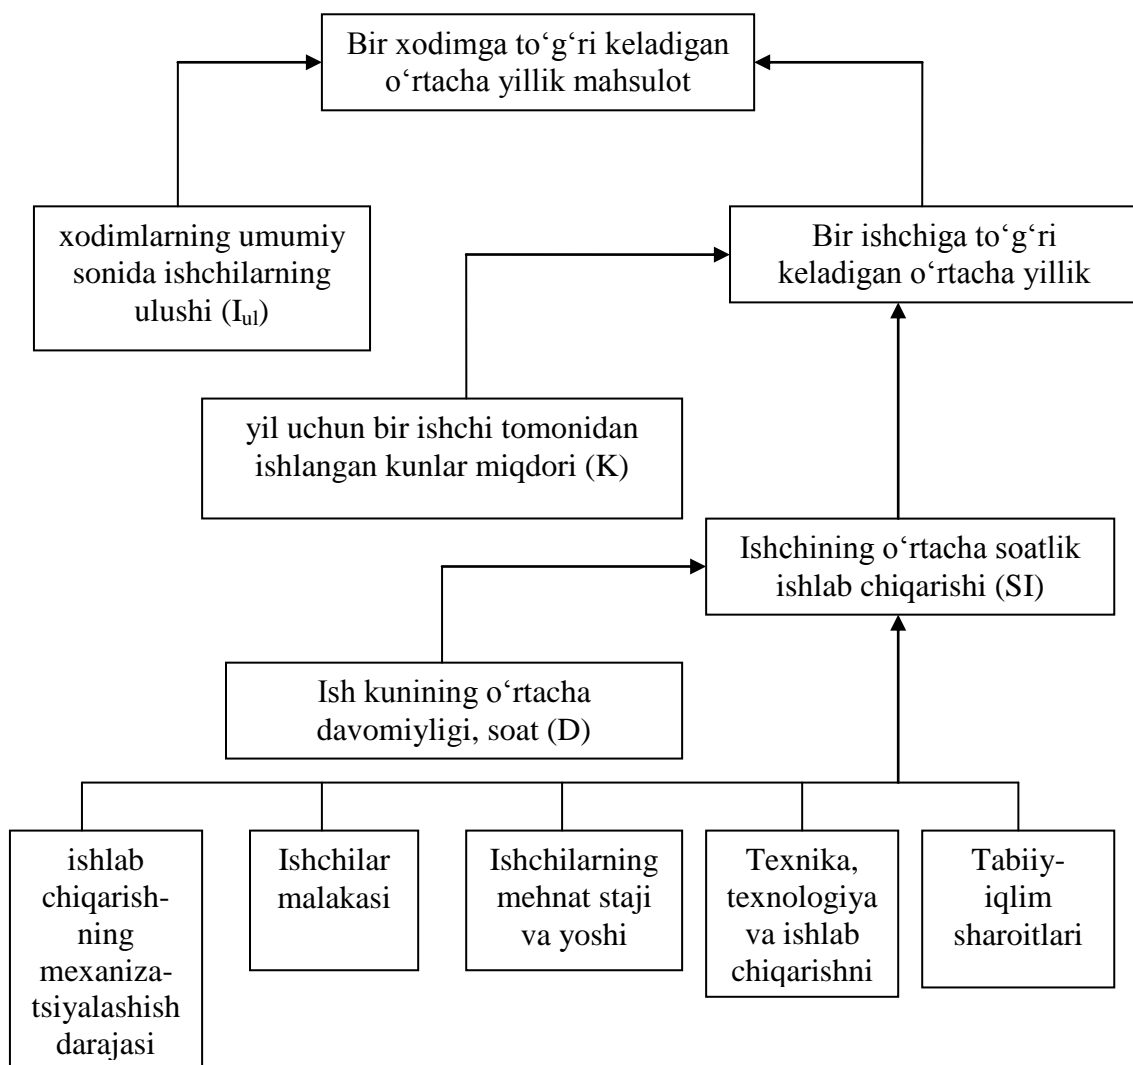 Bir xodimga to‘g‘ri keladigan
o‘rtacha yillik mahsulot
xodimlarning umumiy
sonida ishchilarning
ulushi (Iul)
Bir ishchiga to‘g‘ri
keladigan o‘rtacha yillik
yil uchun bir ishchi tomonidan
ishlangan kunlar miqdori (K)
Ishchining o‘rtacha soatlik
ishlab chiqarishi (SI)
Ish kunining o‘rtacha
davomiyligi, soat (D)
ishlab
chiqarish-
ning
mexaniza-
tsiyalashish
darajasi
Ishchilar
malakasi
Ishchilarning
mehnat staji
va yoshi
Texnika,
texnologiya
va ishlab
chiqarishni
Tabiiy-
iqlim
sharoitlari